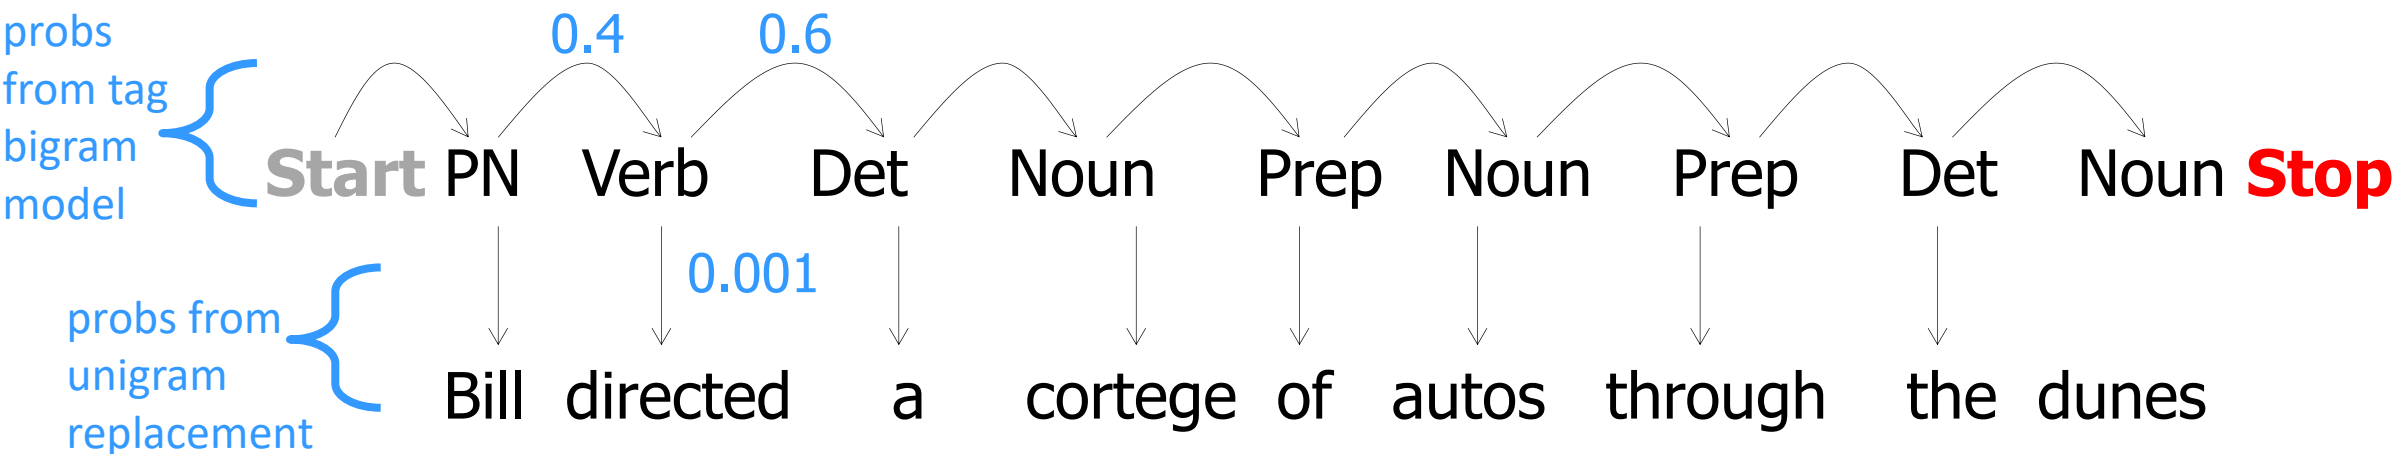 probs
from tag
bigram
model
0.4 0.6
Start PN Verb Det Noun Prep Noun Prep Det Noun Stop
0.001
probs from
unigram
replacement
Bill directed a cortege of autos through the dunes